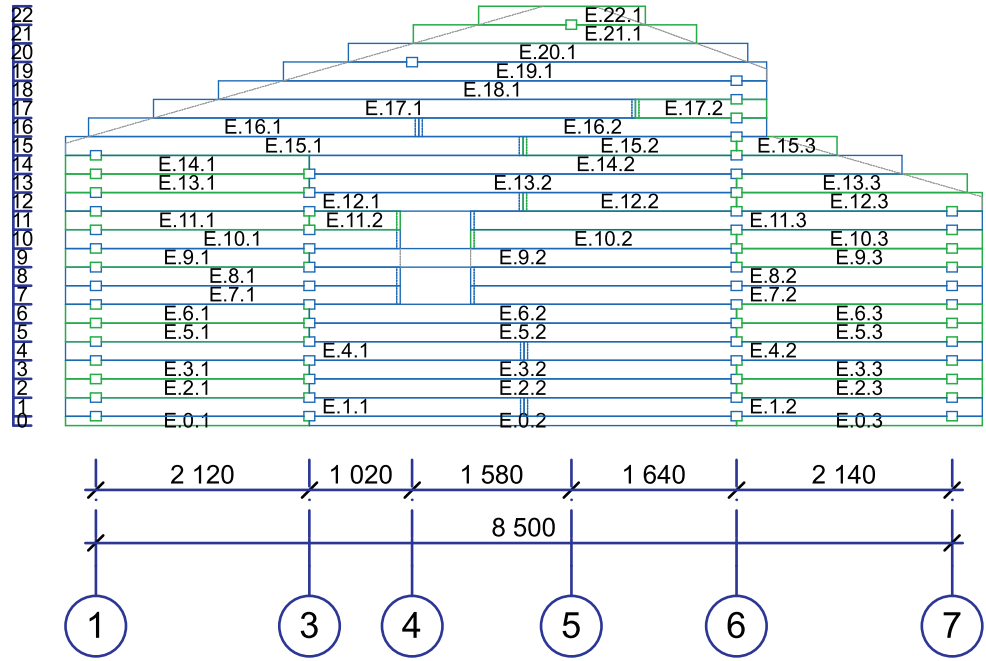 22 E.22.1
21 E.21.1
20 E.20.1
19 E.19.1
18 E.18.1
17 E.17.1 E.17.2
16 E.16.1 E.16.2
15 E.15.1 E.15.2 E.15.3
14 E.14.1 E.14.2
13 E.13.1 E.13.2 E.13.3
12 E.12.1 E.12.2 E.12.3
11 E.11.1 E.11.2 E.11.3
10 E.10.1 E.10.2 E.10.3
9 E.9.1 E.9.2 E.9.3
8 E.8.1 E.8.2
7 E.7.1 E.7.2
6 E.6.1 E.6.2 E.6.3
5 E.5.1 E.5.2 E.5.3
4 E.4.1 E.4.2
3 E.3.1 E.3.2 E.3.3
2 E.2.1 E.2.2 E.2.3
1 E.1.1 E.1.2
0 E.0.1 E.0.2 E.0.3
2 120 1 020 1 580 1 640 2 140
8 500
1 3 4 5 6 7